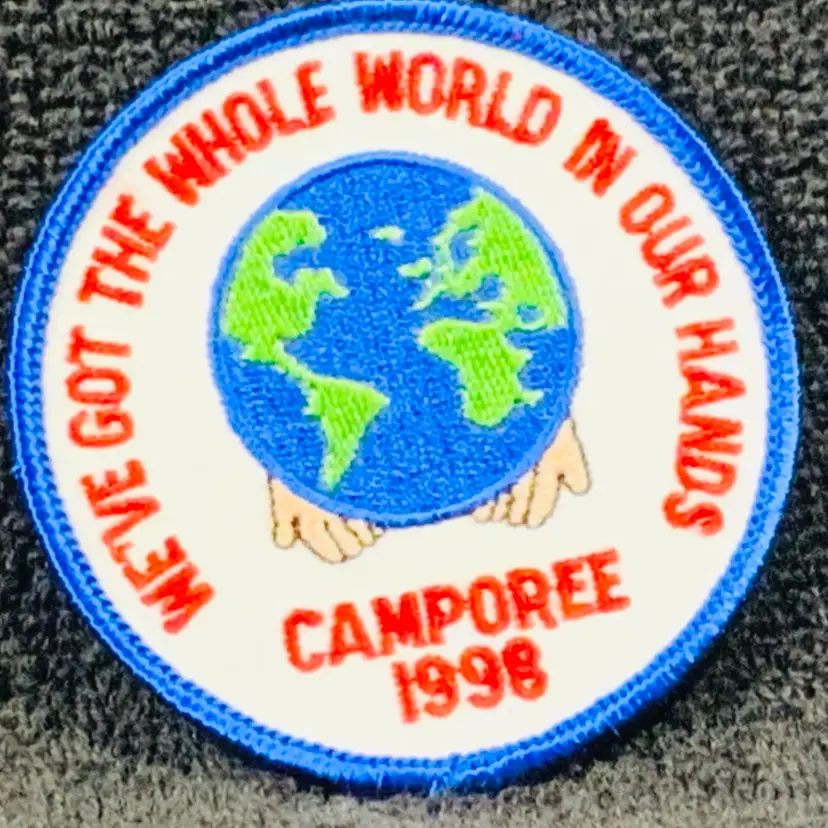 WE'VE GOT THE WHOLE WORLD IN OUR HANDS
CAMPOREE
1998